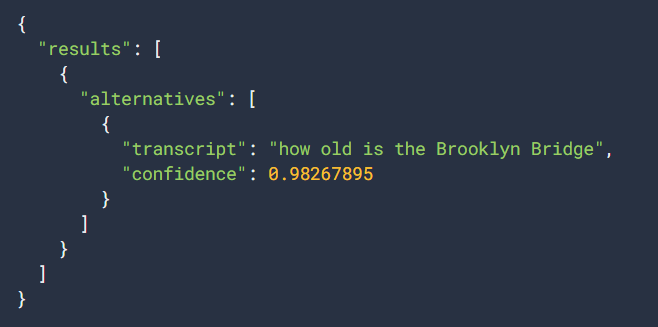 {
  "results": [
    {
      "alternatives": [
        {
          "transcript": "how old is the Brooklyn Bridge",
          "confidence": 0.98267895
        }
      ]
    }
  ]
}